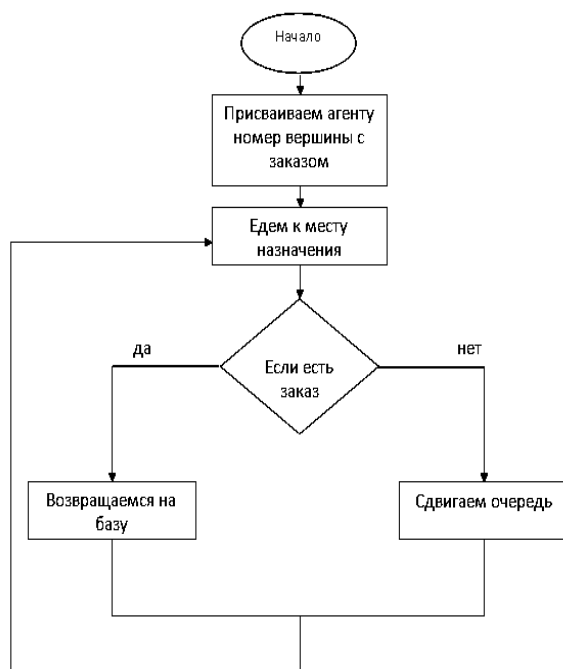 Начало
Присваиваем агенту
номер вершины с
заказом
Едем к месту
назначения
да
нет
Если есть
заказ
Возвращаемся на
базу
Сдвигаем очередь